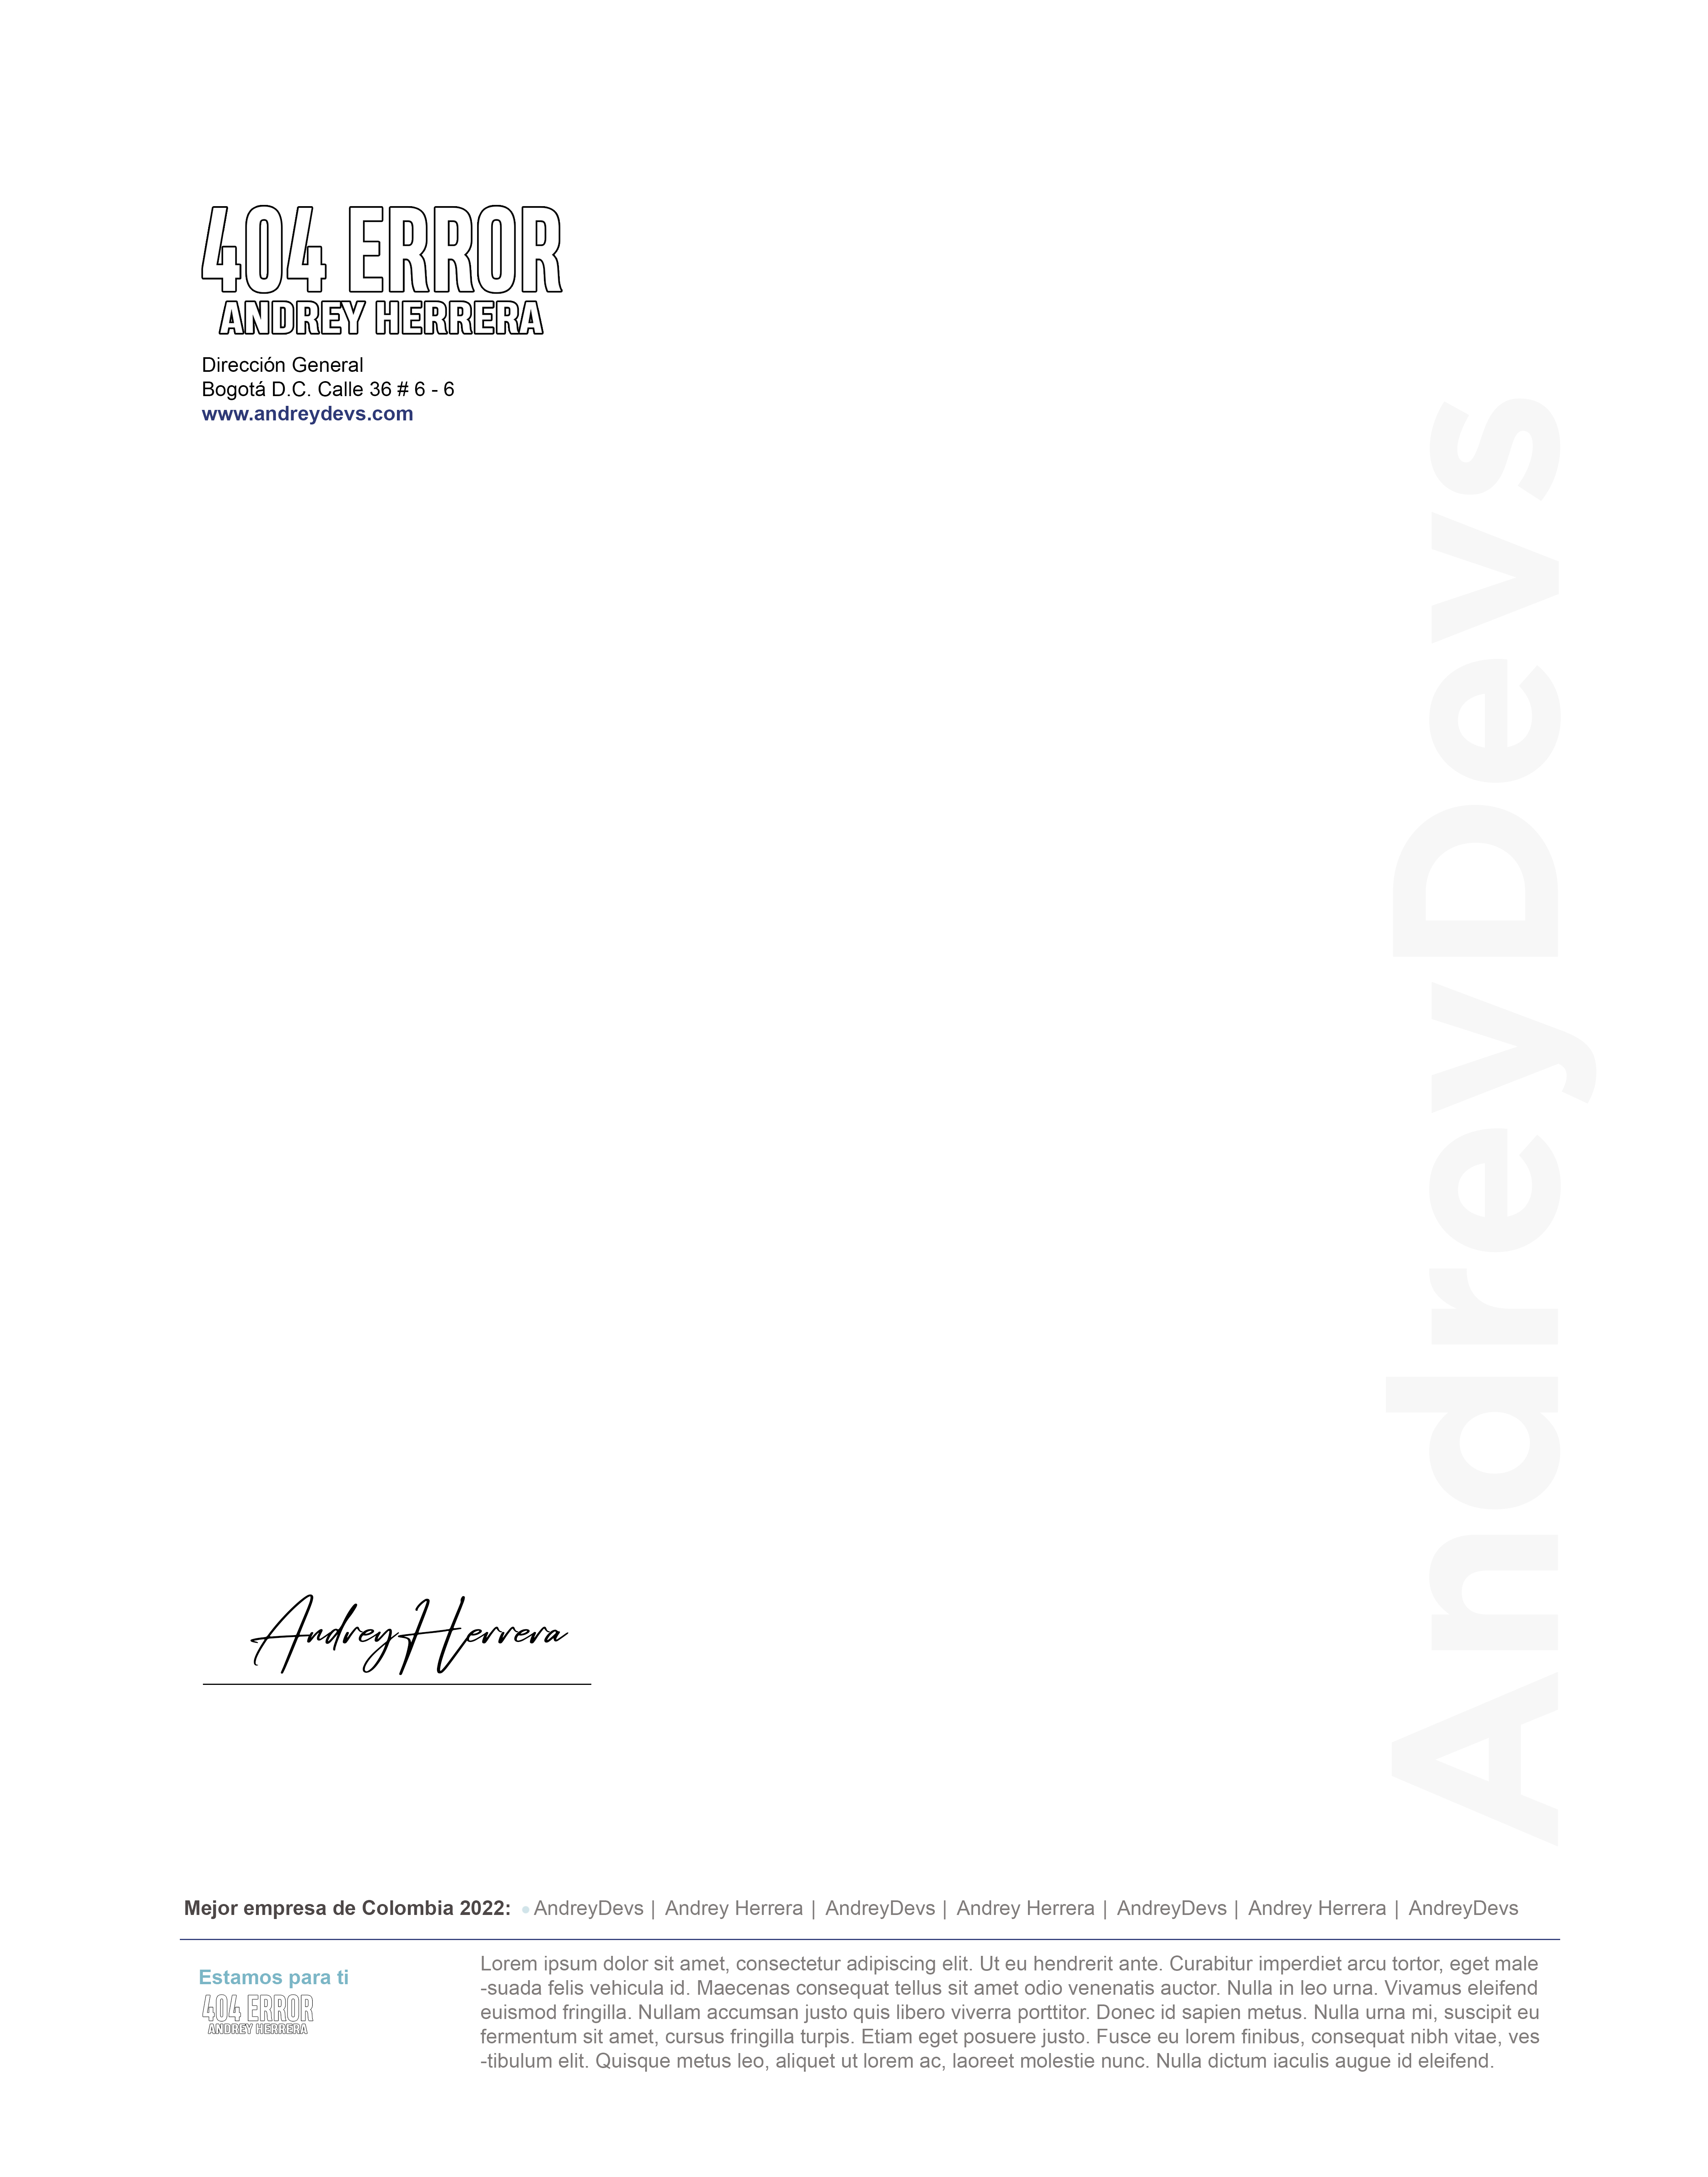 404 ERROR
ANDREY HERRERA
Dirección General
Bogotá D.C. Calle 36 # 6 - 6
www.andreydevs.com
AndreyDevs
Andrey Herrera
Mejor empresa de Colombia 2022: • AndreyDevs | Andrey Herrera | AndreyDevs | Andrey Herrera | AndreyDevs | Andrey Herrera | AndreyDevs
Estamos para ti
404 ERROR
ANDREY HERRERA
Lorem ipsum dolor sit amet, consectetur adipiscing elit. Ut eu hendrerit ante. Curabitur imperdiet arcu tortor, eget male
-suada felis vehicula id. Maecenas consequat tellus sit amet odio venenatis auctor. Nulla in leo urna. Vivamus eleifend
euismod fringilla. Nullam accumsan justo quis libero viverra porttitor. Donec id sapien metus. Nulla urna mi, suscipit eu
fermentum sit amet, cursus fringilla turpis. Etiam eget posuere justo. Fusce eu lorem finibus, consequat nibh vitae, ves
-tibulum elit. Quisque metus leo, aliquet ut lorem ac, laoreet molestie nunc. Nulla dictum iaculis augue id eleifend.